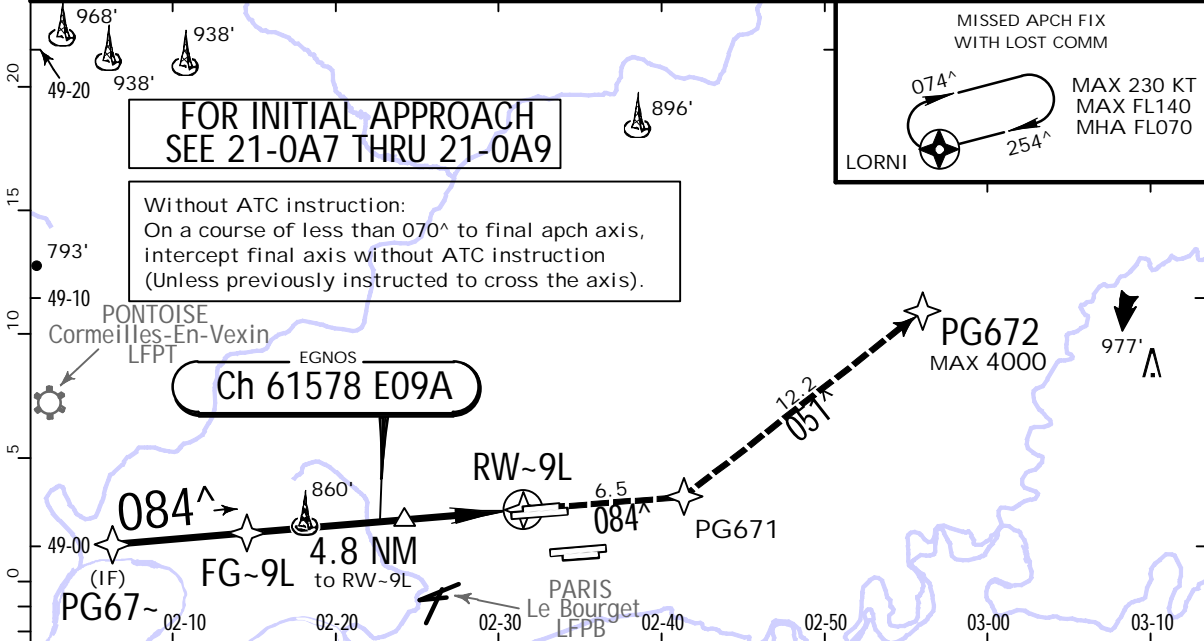 968'
938'
938'
20
49-20
896'
FOR INITIAL APPROACH
SEE 21-0A7 THRU 21-0A9
MISSED APCH FIX
WITH LOST COMM
074^
254^
LORNI
MAX 230 KT
MAX FL140
MHA FL070
15
Without ATC instruction:
On a course of less than 070^ to final apch axis,
intercept final axis without ATC instruction
(Unless previously instructed to cross the axis).
793'
49-10
10
PONTOISE
Cormeilles-En-Vexin
LFPT
EGNOS
Ch 61578 E09A
PG672
MAX 4000
977'
12.2
051^
5
RW~9L
084^
860'
6.5
084^
PG671
49-00
0
(IF)
PG67~
FG~9L
4.8 NM
to RW~9L
PARIS
Le Bourget
LFPB
02-10
02-20
02-30
02-40
02-50
03-00
03-10